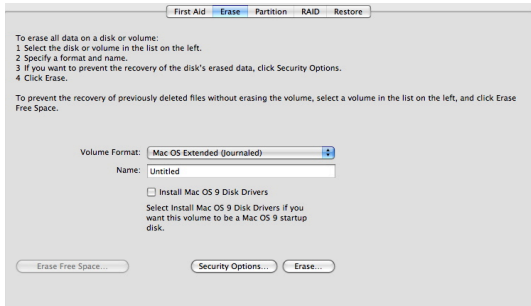 First Aid Erase Partition RAID Restore
To erase all data on a disk or volume:
1 Select the disk or volume in the list on the left.
2 Specify a format and name.
3 If you want to prevent the recovery of the disk's erased data, click Security Options.
4 Click Erase.
To prevent the recovery of previously deleted files without erasing the volume, select a volume in the list on the left, and click Erase
Free Space.
Volume Format: Mac OS Extended (Journaled)
Name: Untitled
Install Mac OS 9 Disk Drivers
Select Install Mac OS 9 Disk Drivers if you
want this volume to be a Mac OS 9 startup
disk.
Erase Free Space... Security Options... Erase...